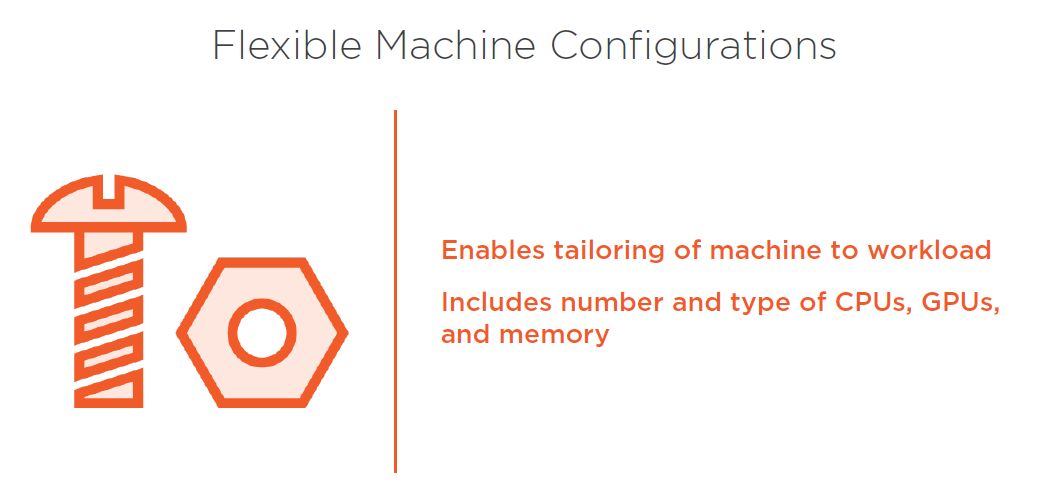 Flexible Machine Configurations
Enables tailoring of machine to workload
Includes number and type of CPUs, GPUs,
and memory